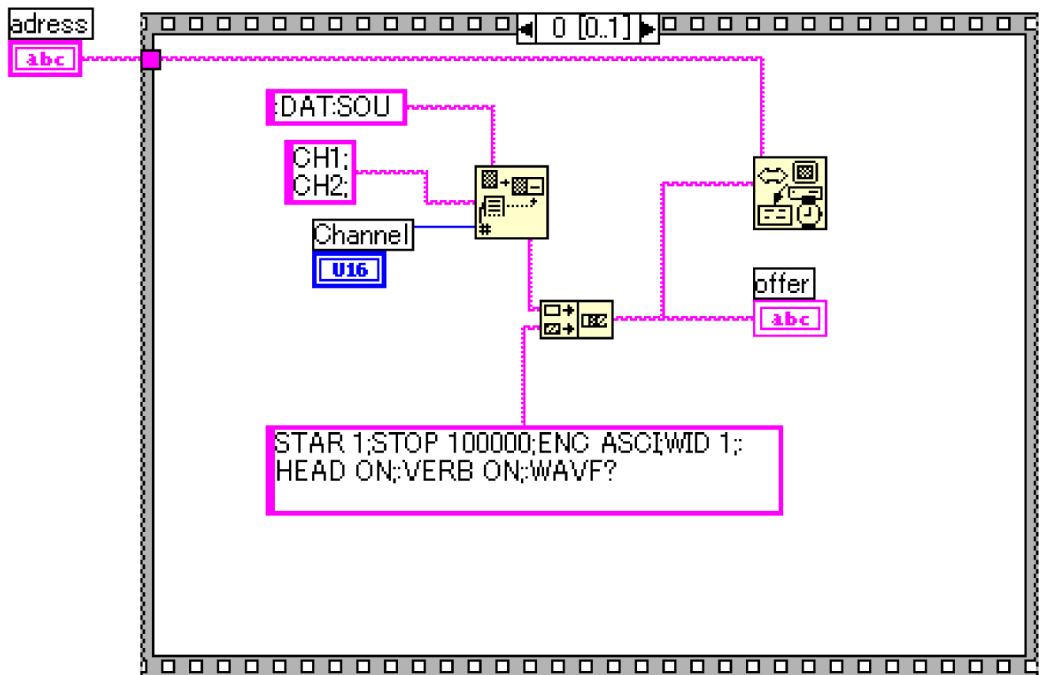 adress
abc
0 [0..1]
:DAT:SOU
CH1;
CH2;
#
Channel
U16
offer
abc
STAR 1;STOP 100000;ENC ASCI;WID 1;:
HEAD ON;:VERB ON;:WAVF?